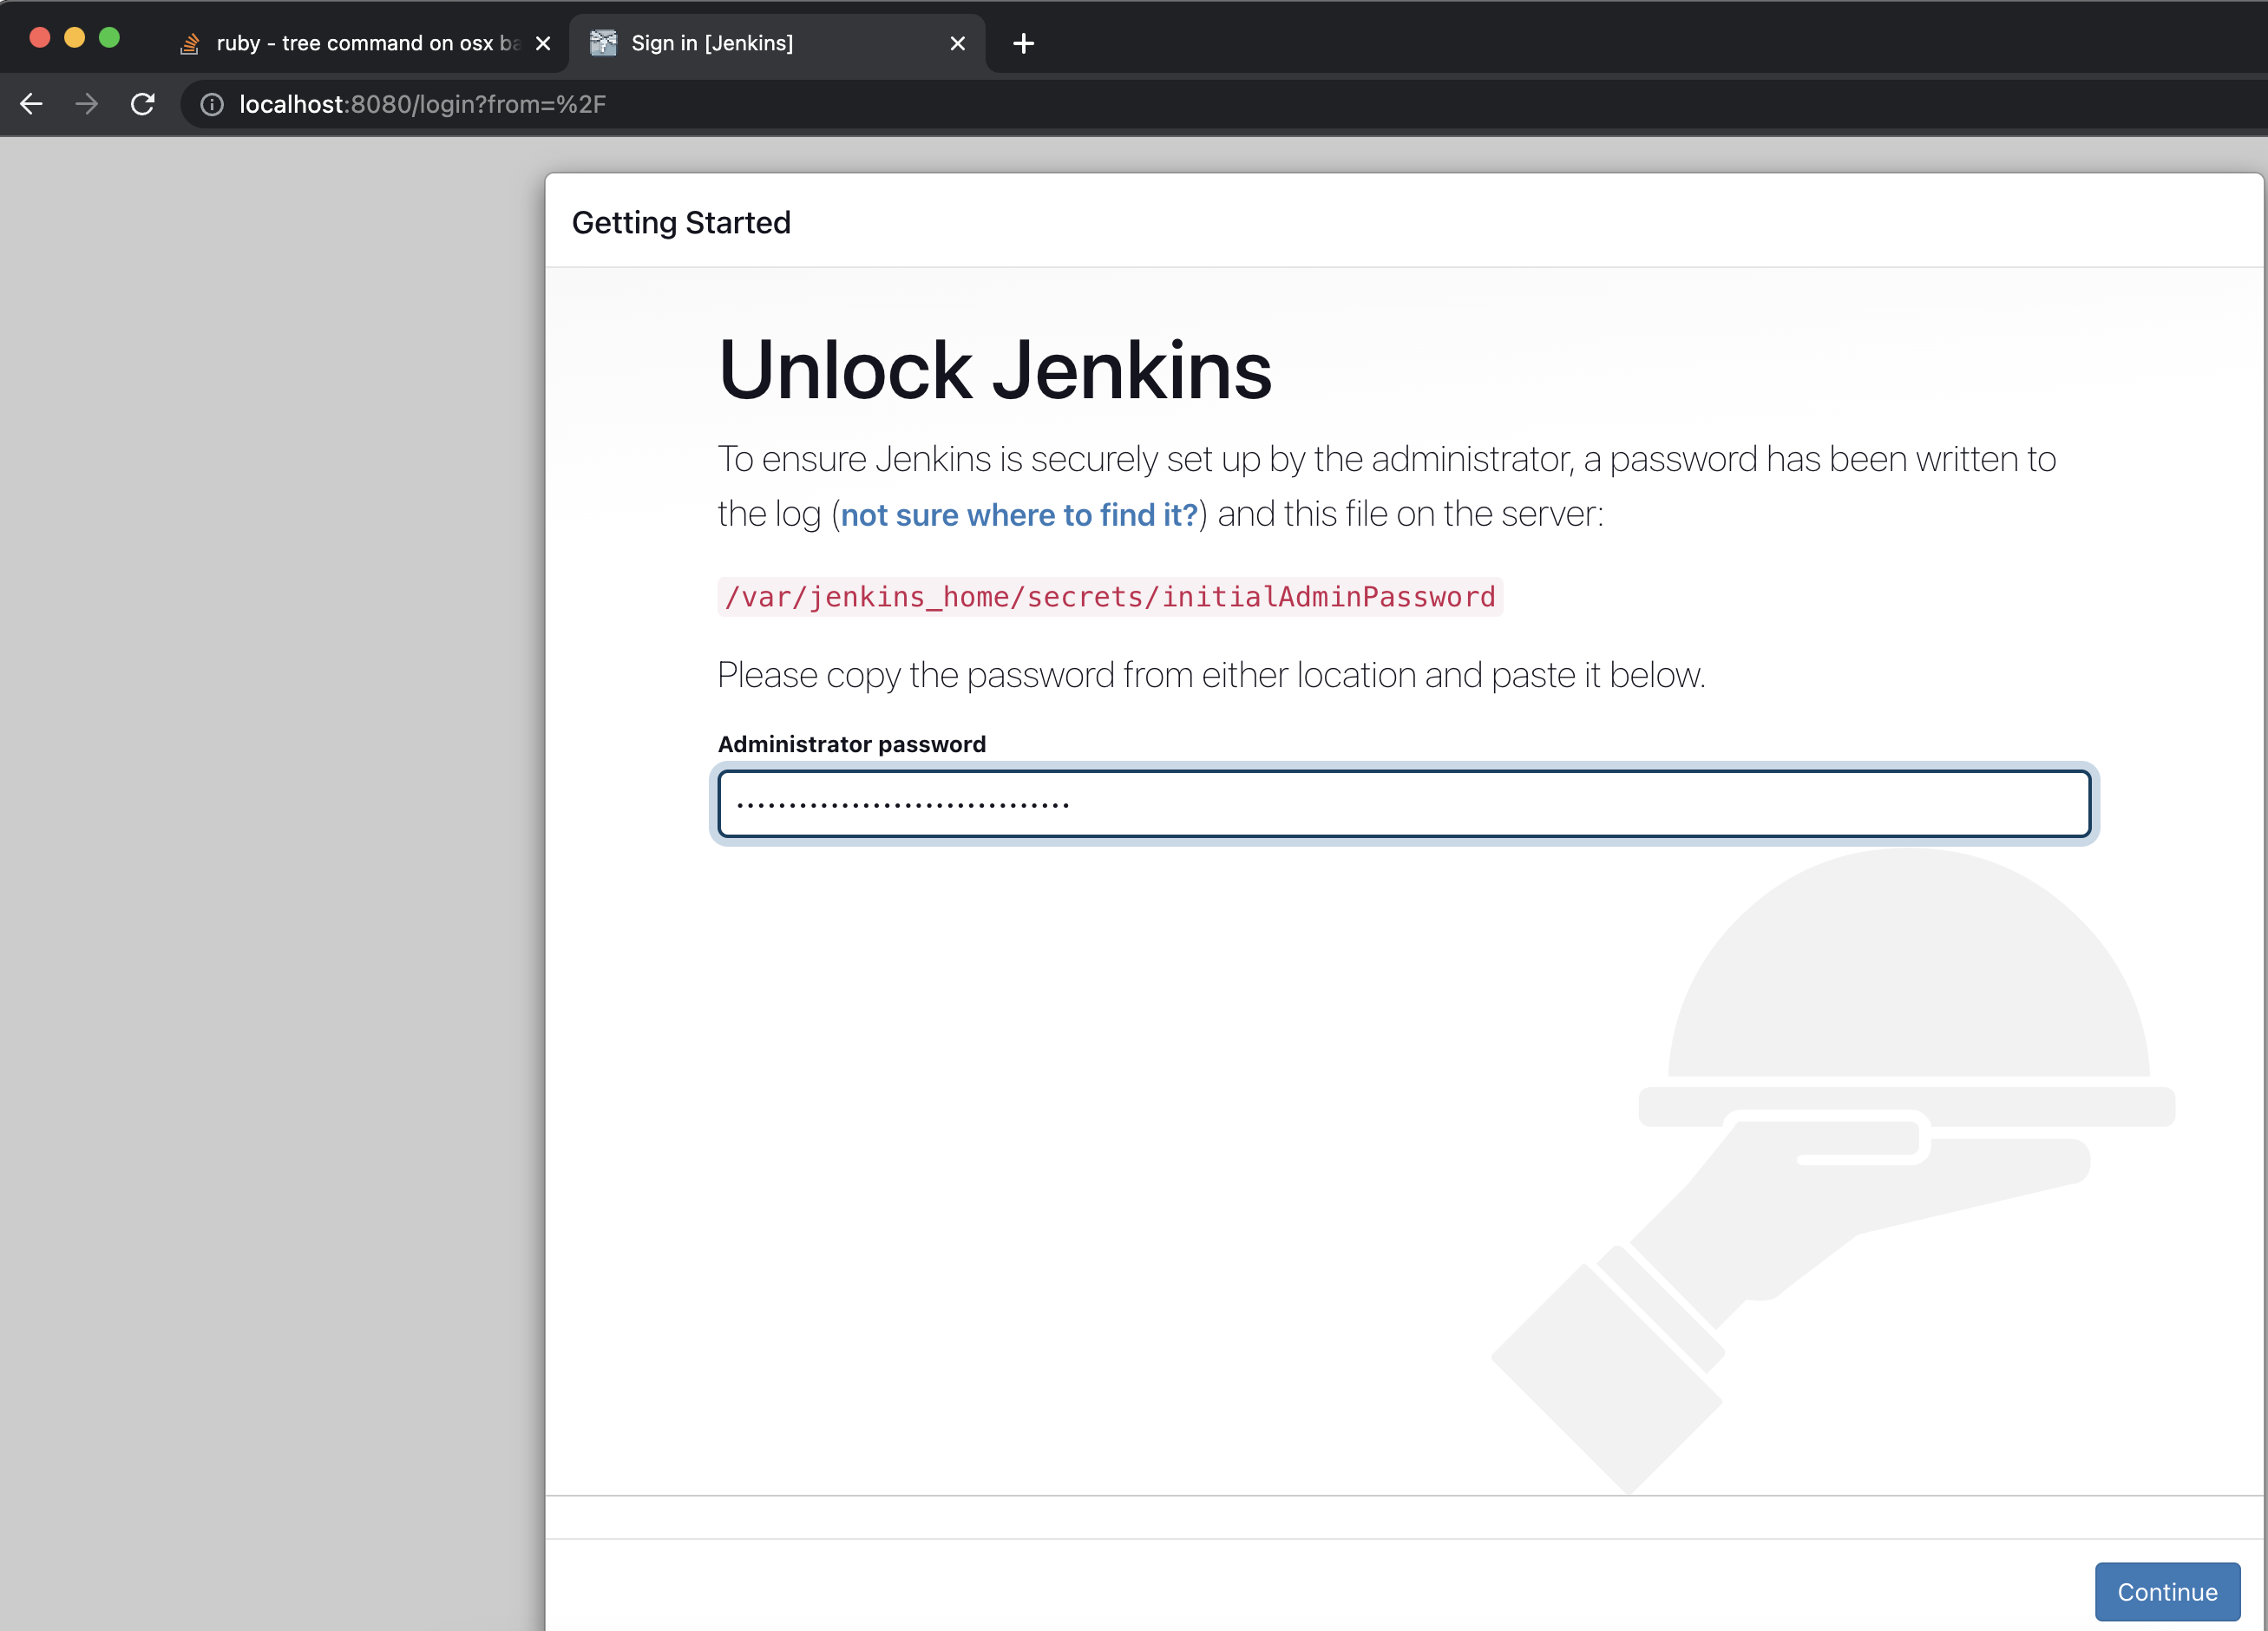 ruby - tree command on osx ba
Sign in [Jenkins]
localhost:8080/login?from=%2F
Getting Started
Unlock Jenkins
To ensure Jenkins is securely set up by the administrator, a password has been written to
the log (not sure where to find it?) and this file on the server:
/var/jenkins_home/secrets/initialAdminPassword
Please copy the password from either location and paste it below.
Administrator password
••••••••••••••••••••••••••••••••
Continue